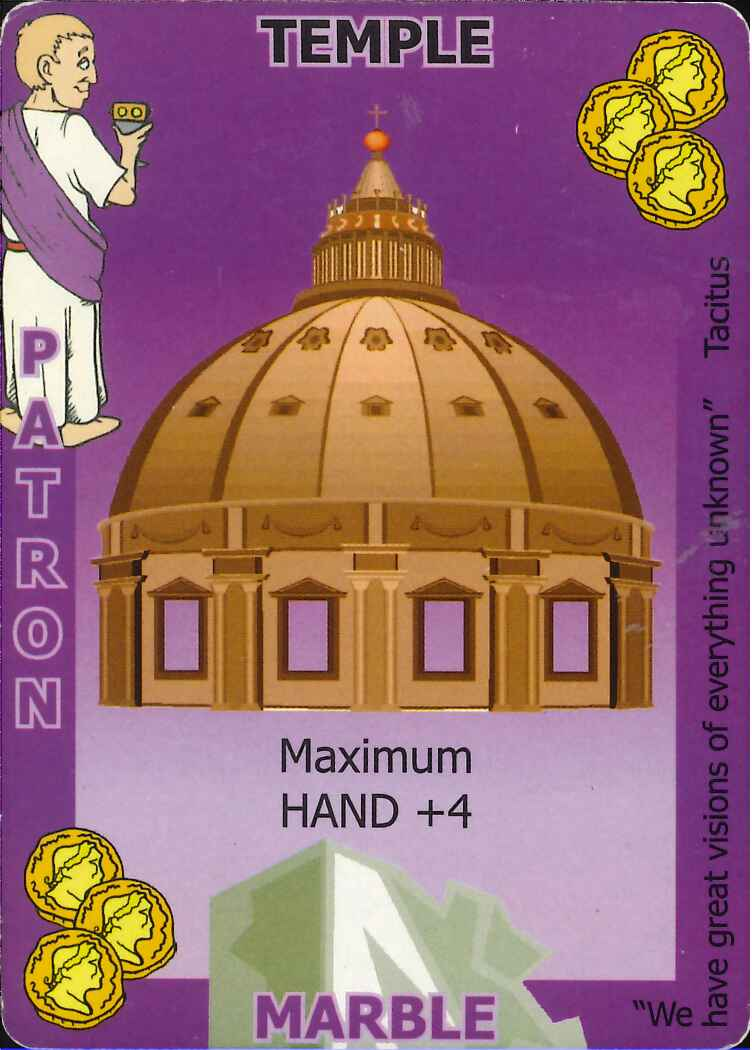 TEMPLE
PATRON
Maximum
HAND +4
MARBLE
"We have great visions of everything unknown" Tacitus